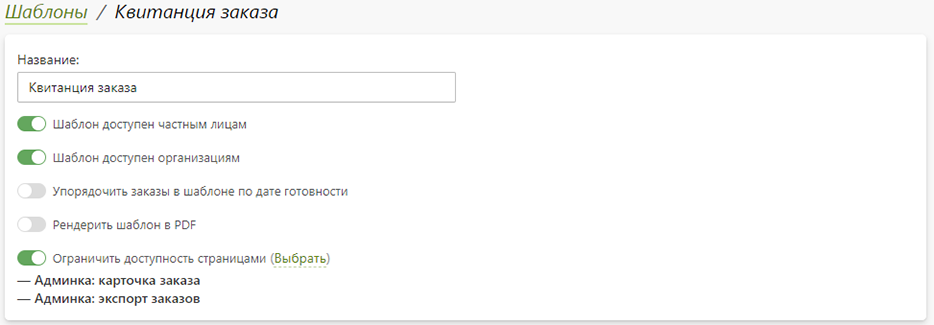 Шаблоны / Квитанция заказа
Название:
Квитанция заказа
Шаблон доступен частным лицам
Шаблон доступен организациям
Упорядочить заказы в шаблоне по дате готовности
Рендерить шаблон в PDF
Ограничить доступность страницами (Выбрать)
— Админка: карточка заказа
— Админка: экспорт заказов